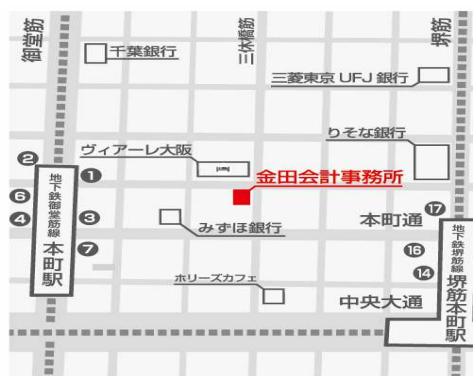 御堂筋
三休橋筋
堺筋
千葉銀行
三菱東京UFJ銀行
りそな銀行
ヴィアーレ大阪
金田会計事務所
2
1
6
4
3
7
地下鉄御堂筋線
本町駅
みずほ銀行
本町通
17
16
14
地下鉄堺筋線
堺筋本町駅
ホリーズカフェ
中央大通